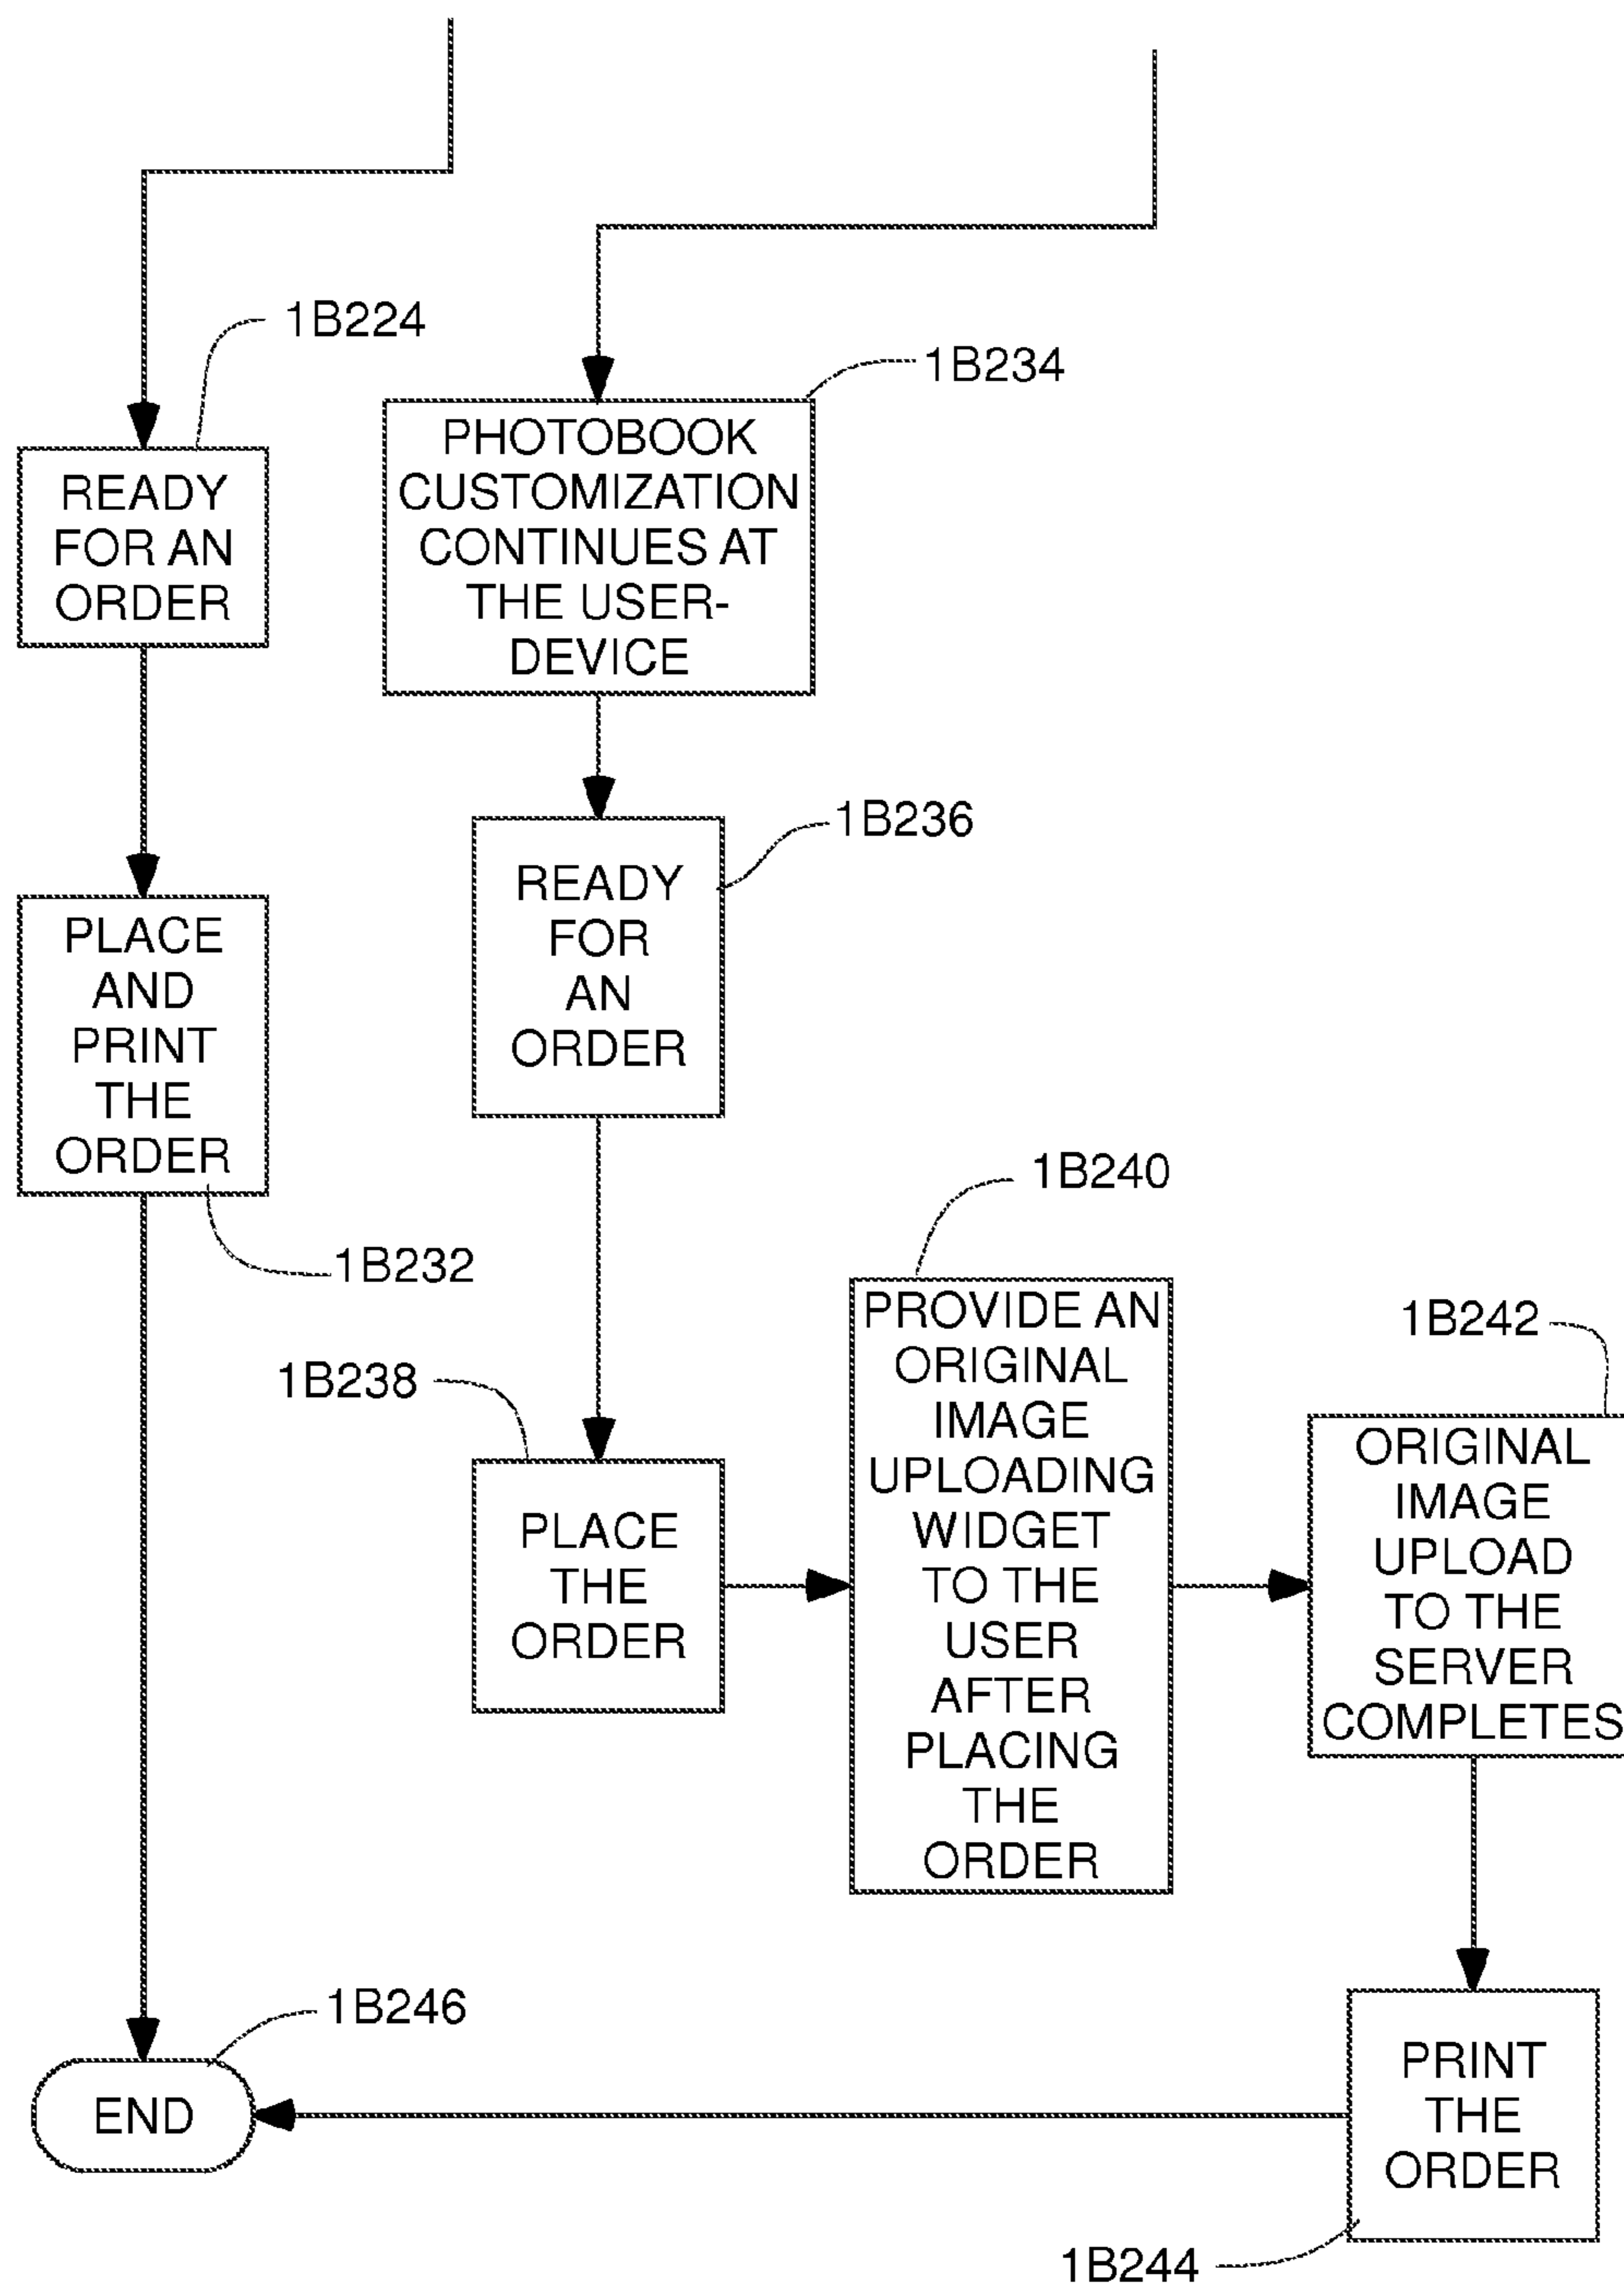 1B224
READY
FOR AN
ORDER
1B234
PHOTOBOOK
CUSTOMIZATION
CONTINUES AT
THE USER-
DEVICE
1B236
READY
FOR
AN
ORDER
PLACE
AND
PRINT
THE
ORDER
1B232
1B238
PLACE
THE
ORDER
1B240
PROVIDE AN
ORIGINAL
IMAGE
UPLOADING
WIDGET
TO THE
USER
AFTER
PLACING
THE
ORDER
1B242
ORIGINAL
IMAGE
UPLOAD
TO THE
SERVER
COMPLETES
1B246
END
PRINT
THE
ORDER
1B244